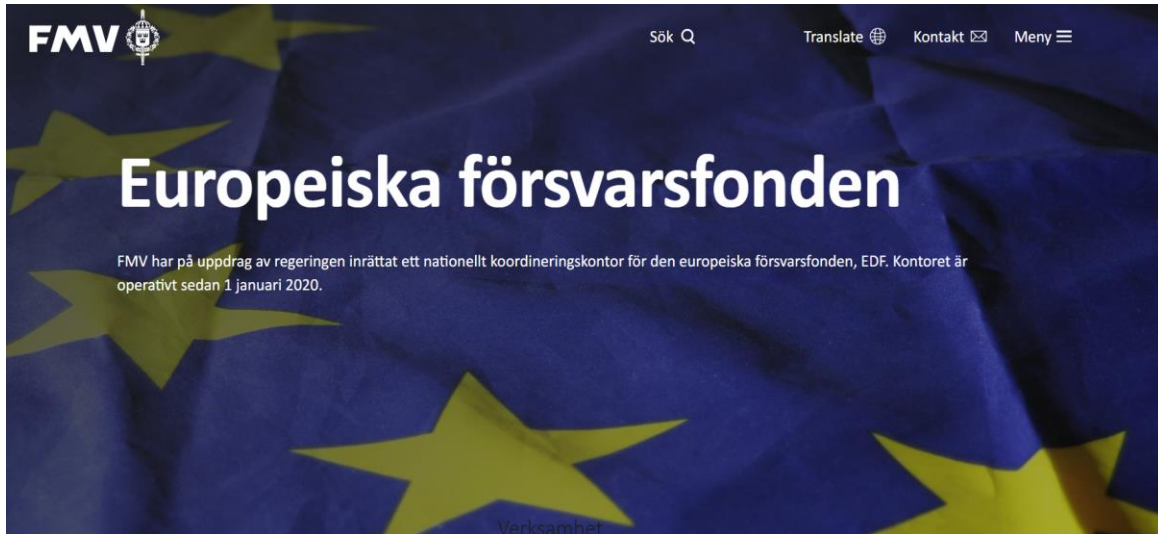 FMV
Sök
Translate
Kontakt
Meny
Europeiska försvarsfonden
FMV har på uppdrag av regeringen inrättat ett nationellt koordineringskontor för den europeiska försvarsfonden, EDF. Kontoret är
operativt sedan 1 januari 2020.
Verksamhet